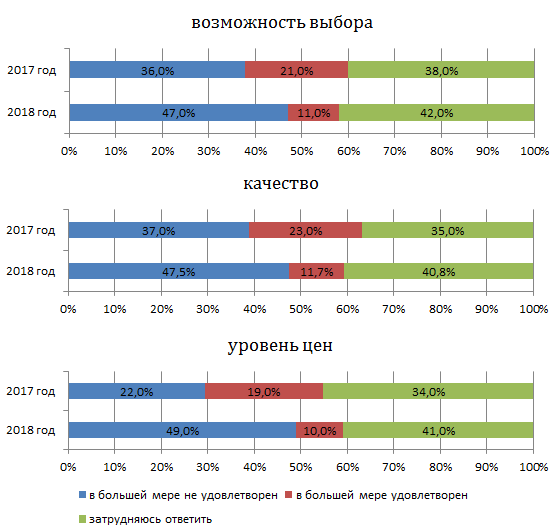 возможность выбора
2017 год 36,0% 21,0% 38,0%
2018 год 47,0% 11,0% 42,0%
0% 10% 20% 30% 40% 50% 60% 70% 80% 90% 100%
качество
2017 год 37,0% 23,0% 35,0%
2018 год 47,5% 11,7% 40,8%
0% 10% 20% 30% 40% 50% 60% 70% 80% 90% 100%
уровень цен
2017 год 22,0% 19,0% 34,0%
2018 год 49,0% 10,0% 41,0%
0% 10% 20% 30% 40% 50% 60% 70% 80% 90% 100%
в большей мере не удовлетворен в большей мере удовлетворен
затрудняюсь ответить